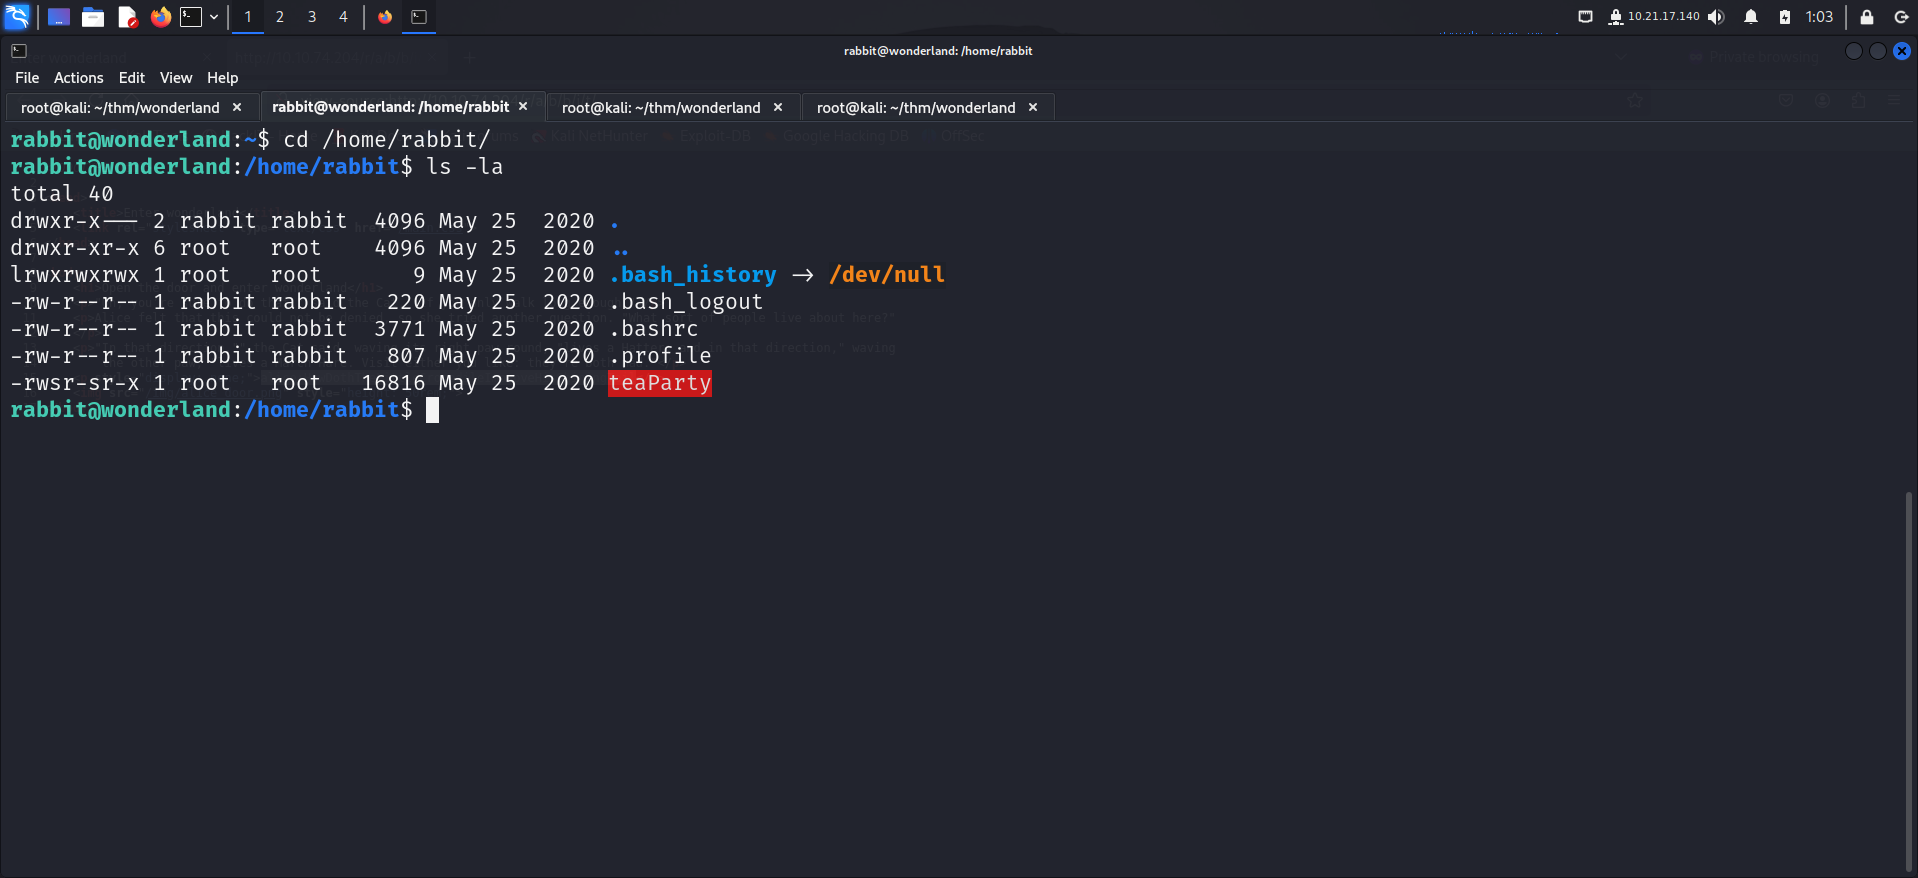 1 2 3 4 10.21.17.140 1:03
rabbit@wonderland: /home/rabbit
File Actions Edit View Help
root@kali: ~/thm/wonderland × rabbit@wonderland: /home/rabbit × root@kali: ~/thm/wonderland × root@kali: ~/thm/wonderland ×
rabbit@wonderland:~$ cd /home/rabbit/
rabbit@wonderland:/home/rabbit$ ls -la
total 40
drwxr-x--- 2 rabbit rabbit 4096 May 25 2020 .
drwxr-xr-x 6 root root 4096 May 25 2020 ..
lrwxrwxrwx 1 root root 9 May 25 2020 .bash_history -> /dev/null
-rw-r--r-- 1 rabbit rabbit 220 May 25 2020 .bash_logout
-rw-r--r-- 1 rabbit rabbit 3771 May 25 2020 .bashrc
-rw-r--r-- 1 rabbit rabbit 807 May 25 2020 .profile
-rwsr-sr-x 1 root root 16816 May 25 2020 teaParty
rabbit@wonderland:/home/rabbit$